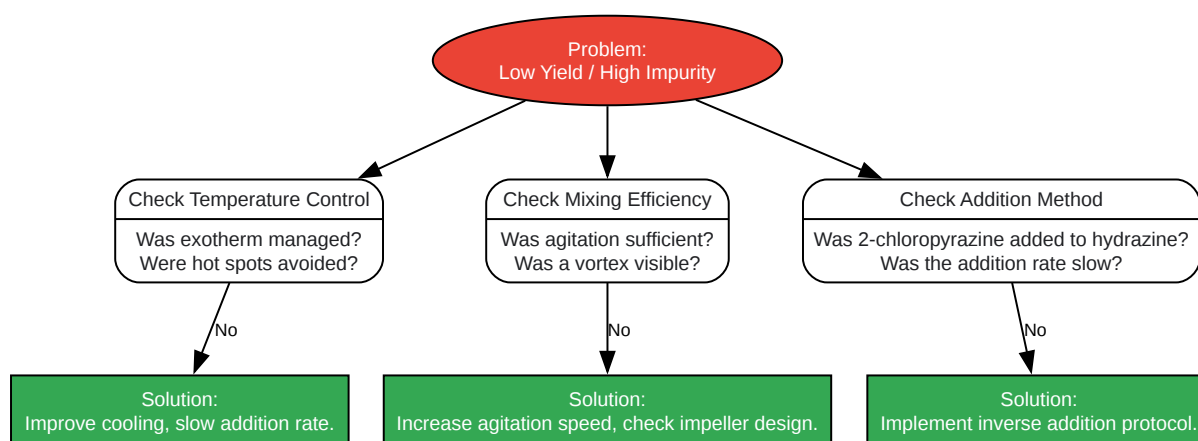 Problem:
Low Yield / High Impurity
Check Temperature Control
Was exotherm managed?
Were hot spots avoided?
Check Mixing Efficiency
Was agitation sufficient?
Was a vortex visible?
Check Addition Method
Was 2-chloropyrazine added to hydrazine?
Was the addition rate slow?
No
No
No
Solution:
Improve cooling, slow addition rate.
Solution:
Increase agitation speed, check impeller design.
Solution:
Implement inverse addition protocol.